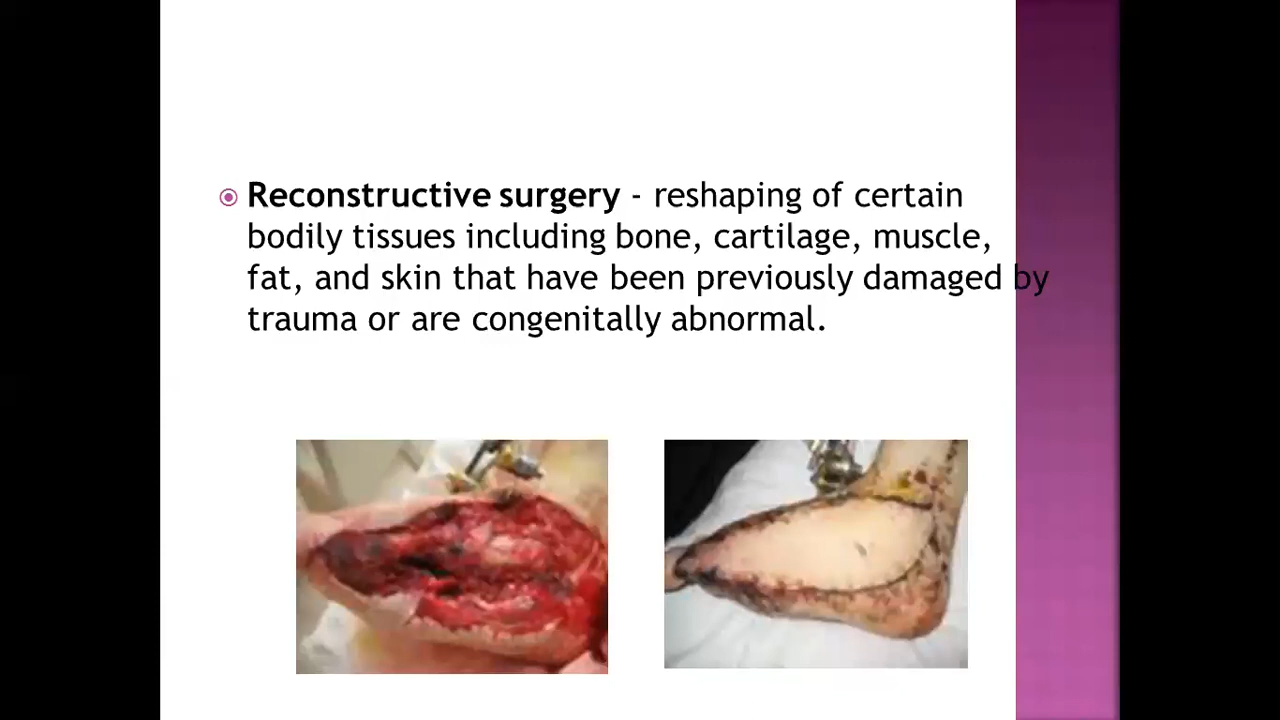 Reconstructive surgery - reshaping of certain
bodily tissues including bone, cartilage, muscle,
fat, and skin that have been previously damaged by
trauma or are congenitally abnormal.